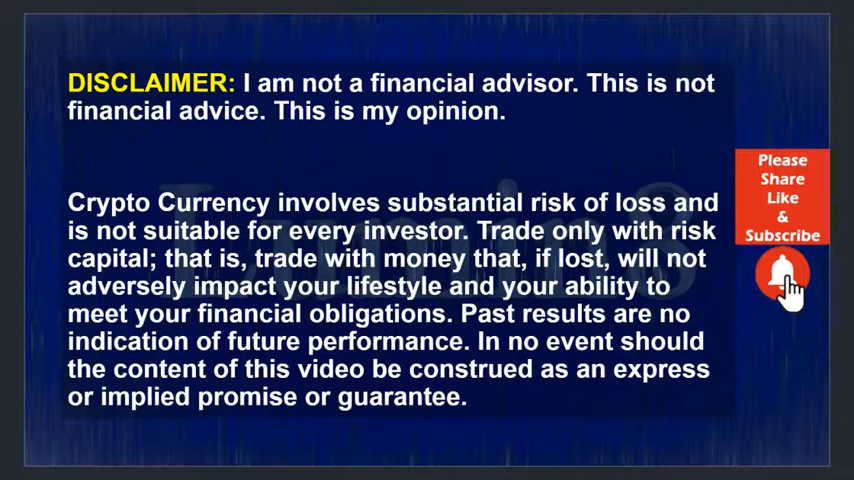 DISCLAIMER: I am not a financial advisor. This is not
financial advice. This is my opinion.
Crypto Currency involves substantial risk of loss and
is not suitable for every investor. Trade only with risk
capital; that is, trade with money that, if lost, will not
adversely impact your lifestyle and your ability to
meet your financial obligations. Past results are no
indication of future performance. In no event should
the content of this video be construed as an express
or implied promise or guarantee.
Please
Share
Like
&
Subscribe
Lumin8